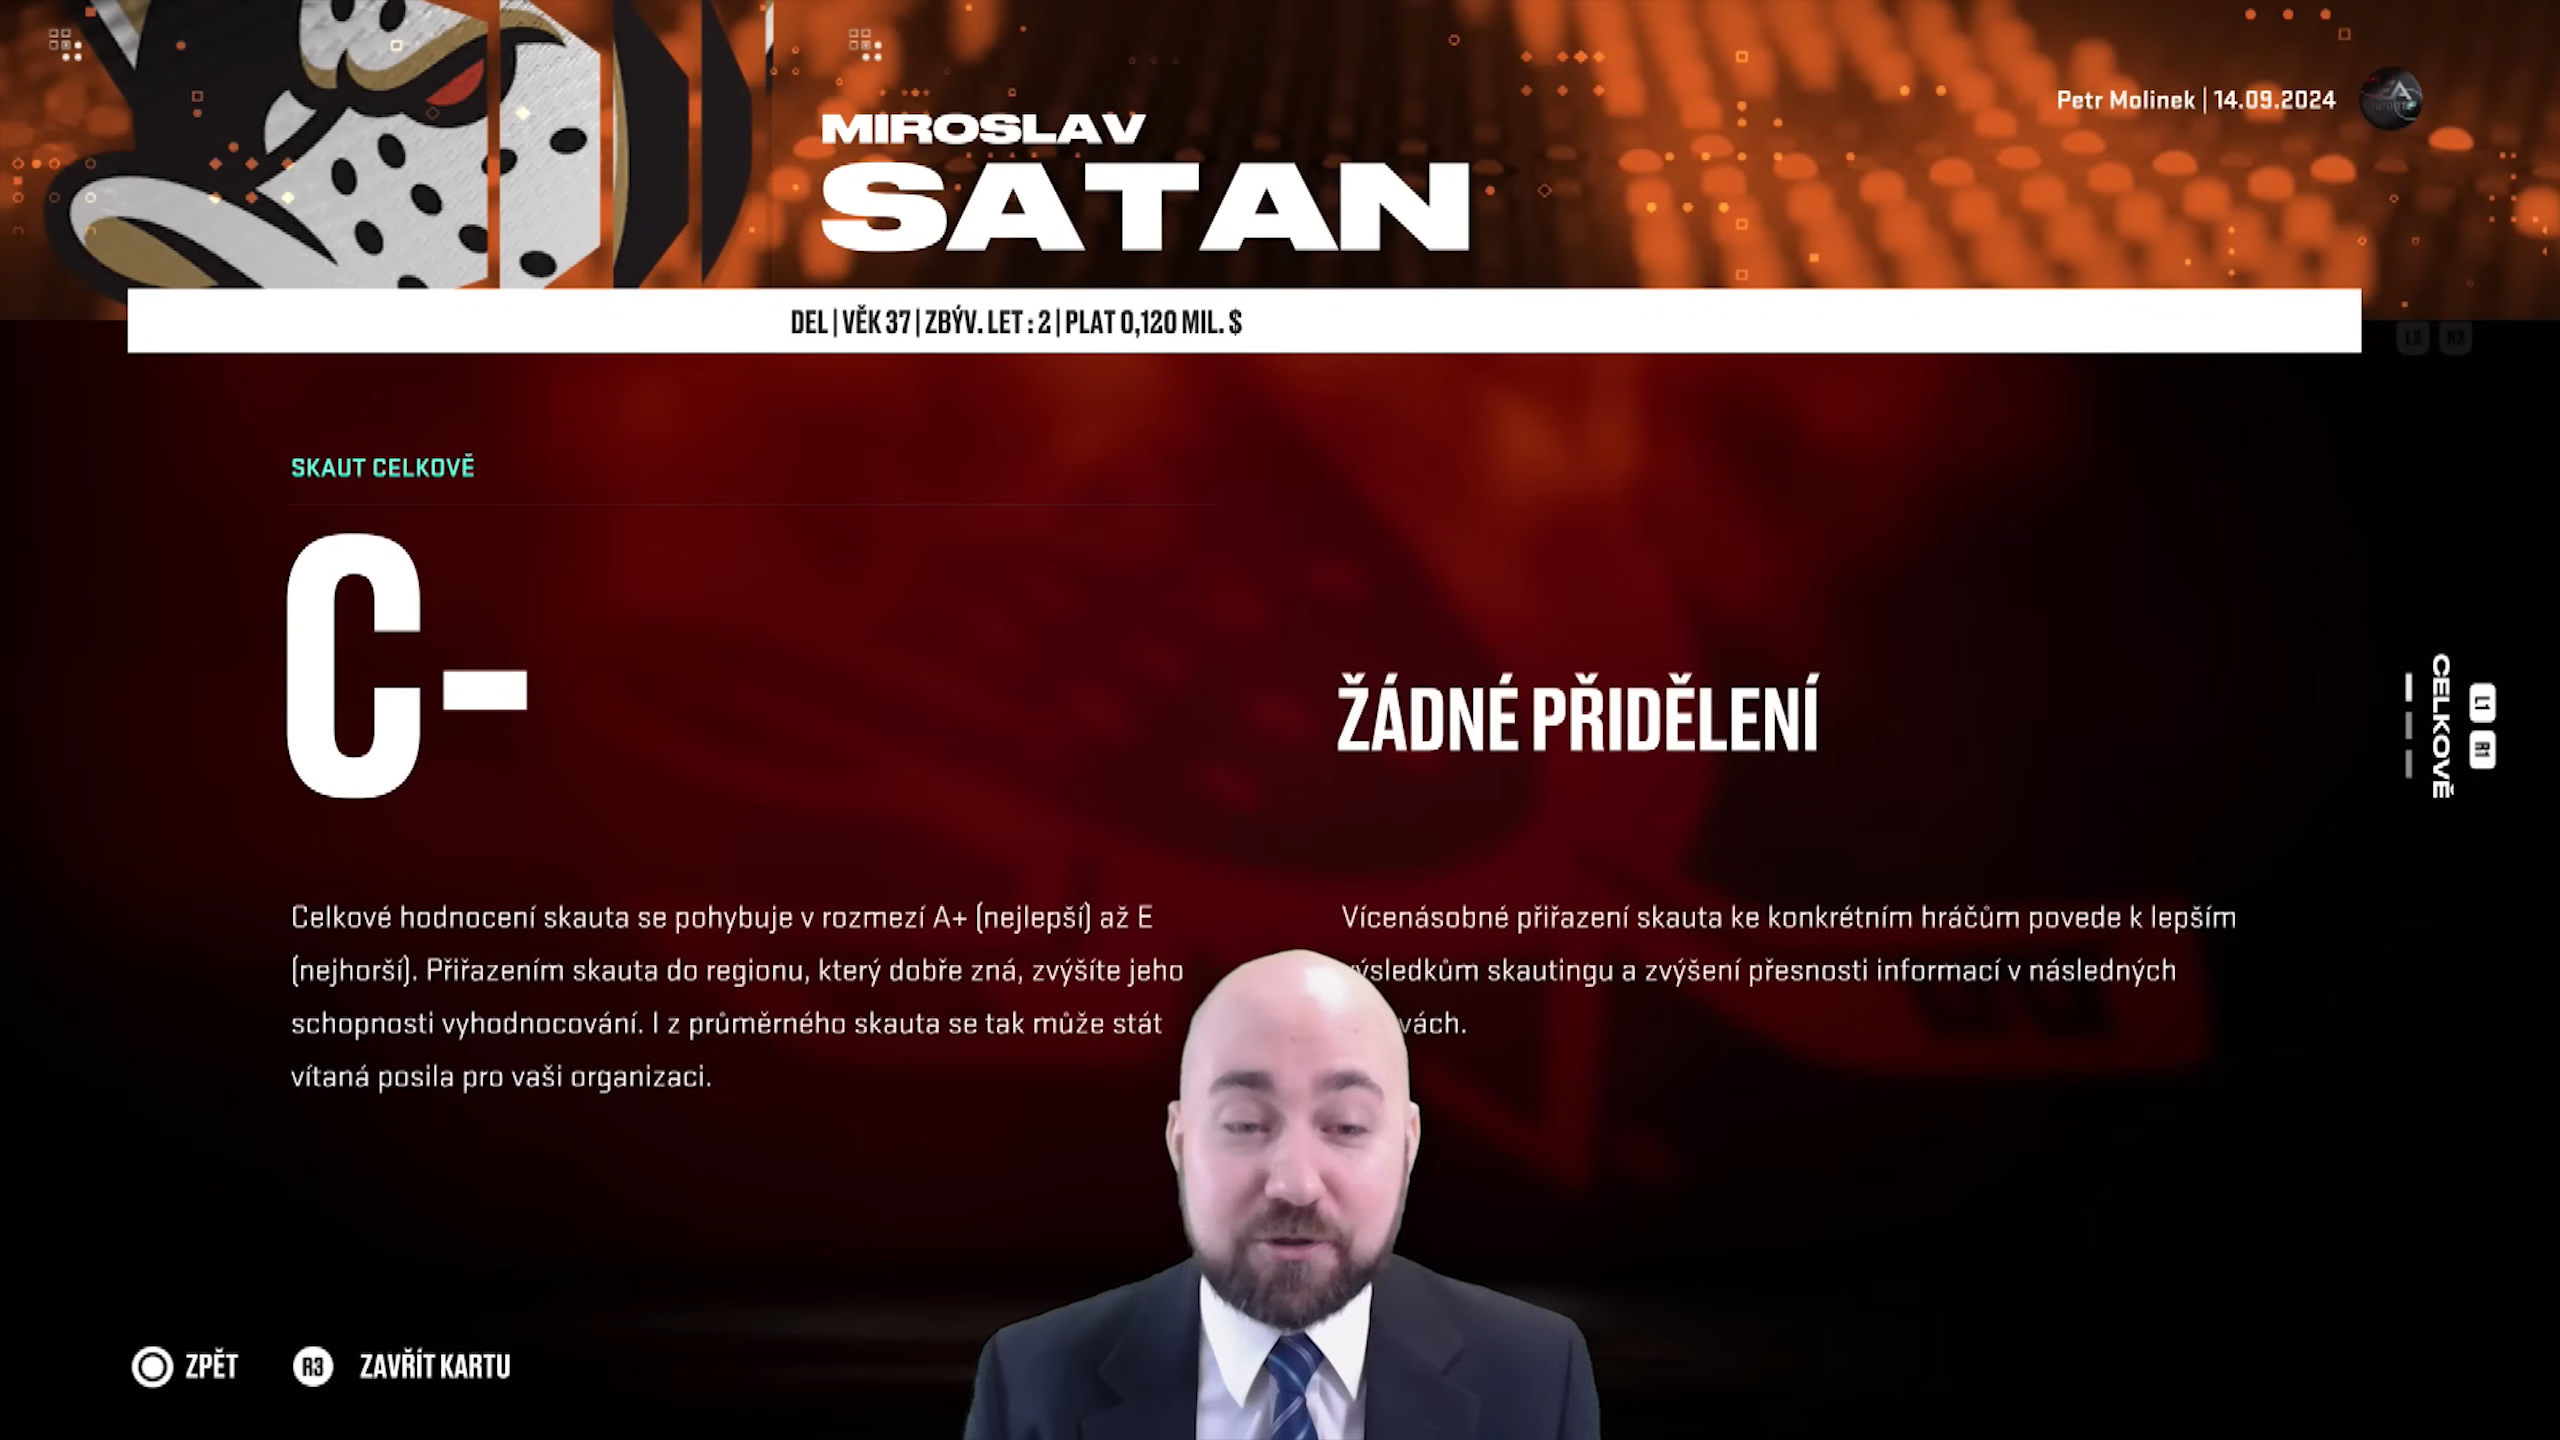 MIROSLAV
SATAN
Petr Molinek | 14.09.2024
DEL | VĚK 37 | ZBÝV. LET : 2 | PLAT 0,120 MIL. $
L2 R2
SKAUT CELKOVĚ
C-
ŽÁDNÉ PŘIDĚLENÍ
CELKOVĚ
L1 R1
Celkové hodnocení skauta se pohybuje v rozmezí A+ (nejlepší) až E
(nejhorší). Přiřazením skauta do regionu, který dobře zná, zvýšíte jeho
schopnosti vyhodnocování. I z průměrného skauta se tak může stát
vítaná posila pro vaši organizaci.
Vícenásobné přiřazení skauta ke konkrétním hráčům povede k lepším
ýsledkům skautingu a zvýšení přesnosti informací v následných
vách.
ZPĚT
R3 ZAVŘÍT KARTU